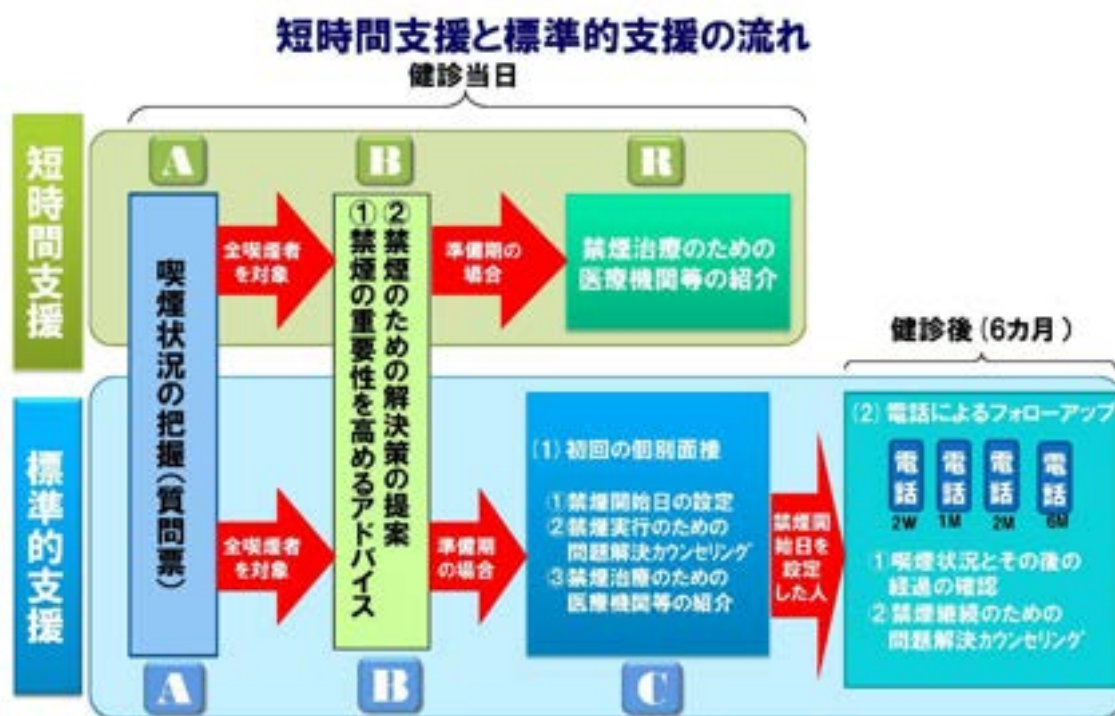 短時間支援と標準的支援の流れ
健診当日
短時間支援
A
B
R
喫煙状況の把握(質問票)
全喫煙者
を対象
①禁煙の重要性を高めるアドバイス
②禁煙のための解決策の提案
準備期の
場合
禁煙治療のための
医療機関等の紹介
健診後(6カ月)
標準的支援
全喫煙者
を対象
準備期
の場合
(1)初回の個別面接
①禁煙開始日の設定
②禁煙実行のための
問題解決カウンセリング
③禁煙治療のための
医療機関等の紹介
禁煙開
始日を
設定
した人
(2)電話によるフォローアップ
電話
電話
電話
電話
2W
1M
2M
6M
①喫煙状況とその後の
経過の確認
②禁煙継続のための
問題解決カウンセリング
A
B
C